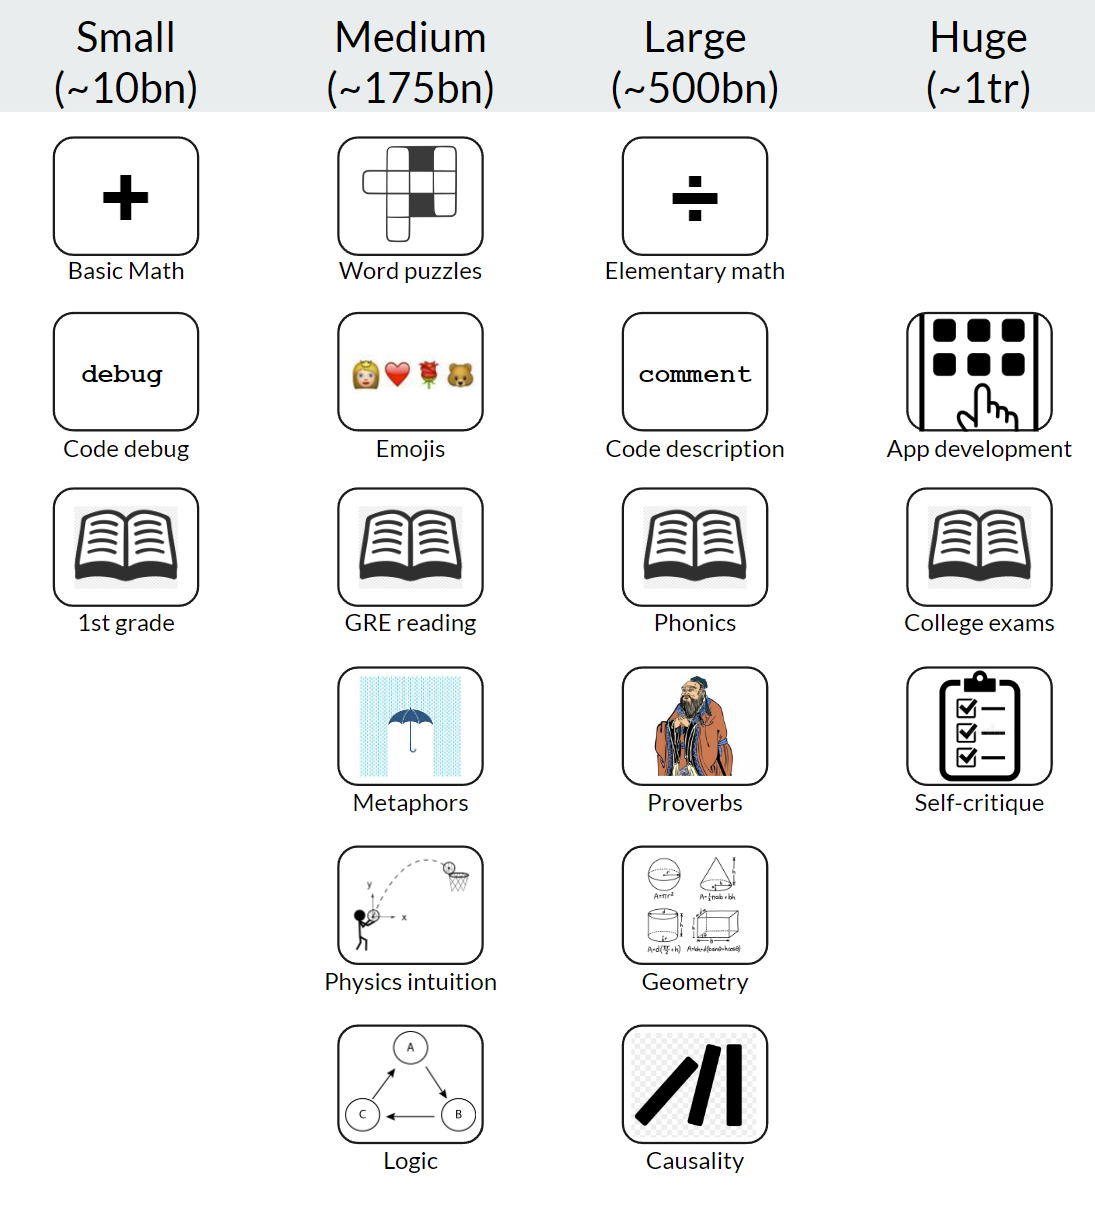 Small
(~10bn)
Medium
(~175bn)
Large
(~500bn)
Huge
(~1tr)
+
÷
Basic Math
Word puzzles
Elementary math
debug
comment
Code debug
Emojis
Code description
App development
1st grade
GRE reading
Phonics
College exams
Metaphors
Proverbs
Self-critique
y
x
Physics intuition
Geometry
A
C
B
Logic
Causality